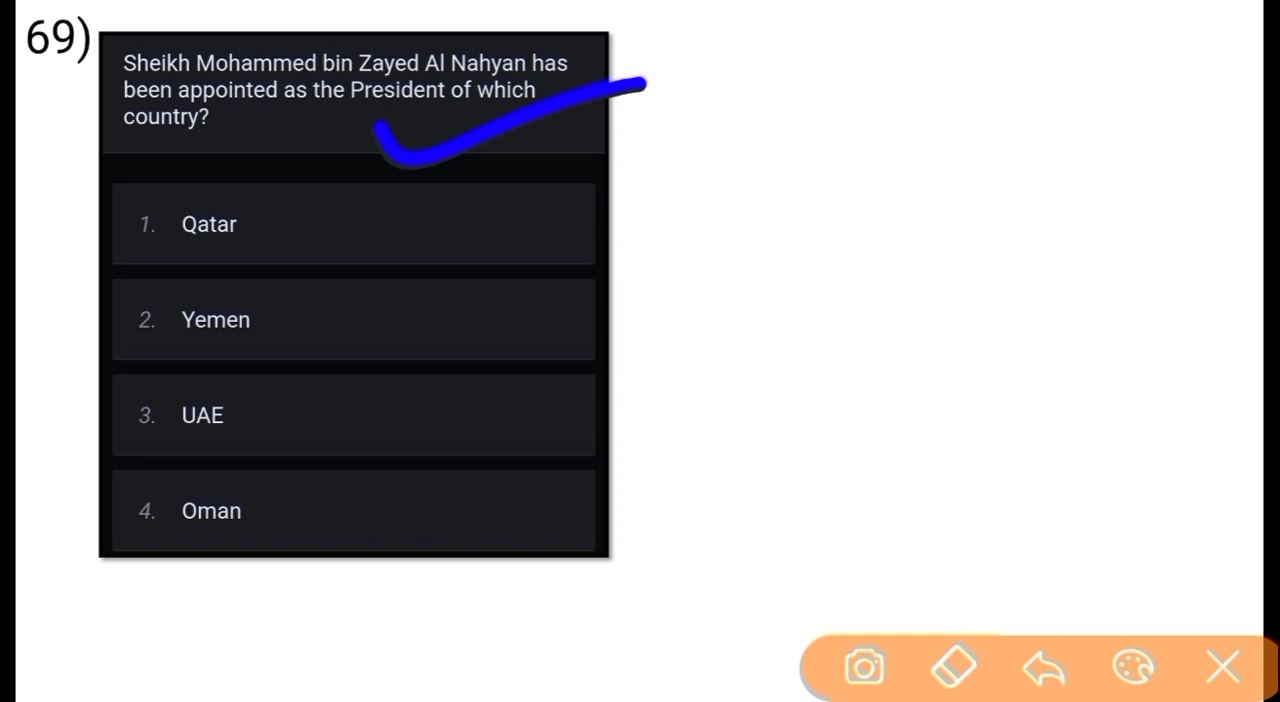 69)
Sheikh Mohammed bin Zayed Al Nahyan has
been appointed as the President of which
country?
1. Qatar
2. Yemen
3. UAE
4. Oman